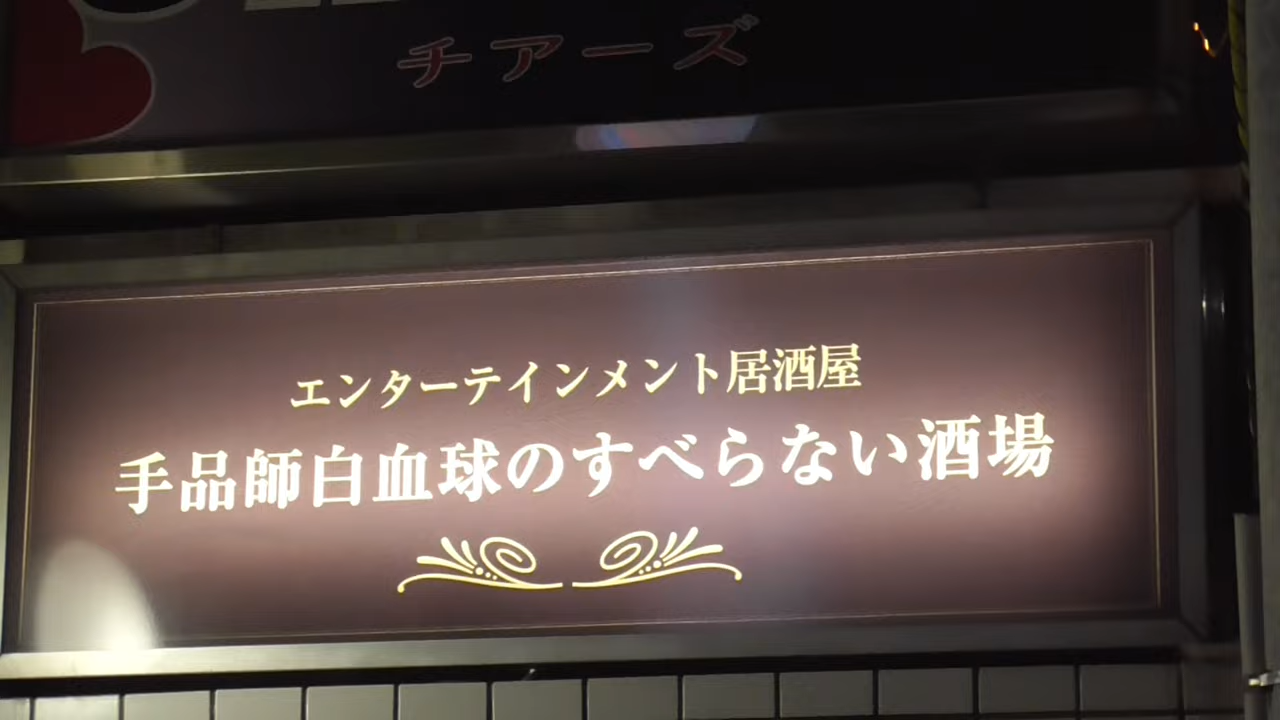 チアーズ
エンターテインメント居酒屋
手品師白血球のすべらない酒場